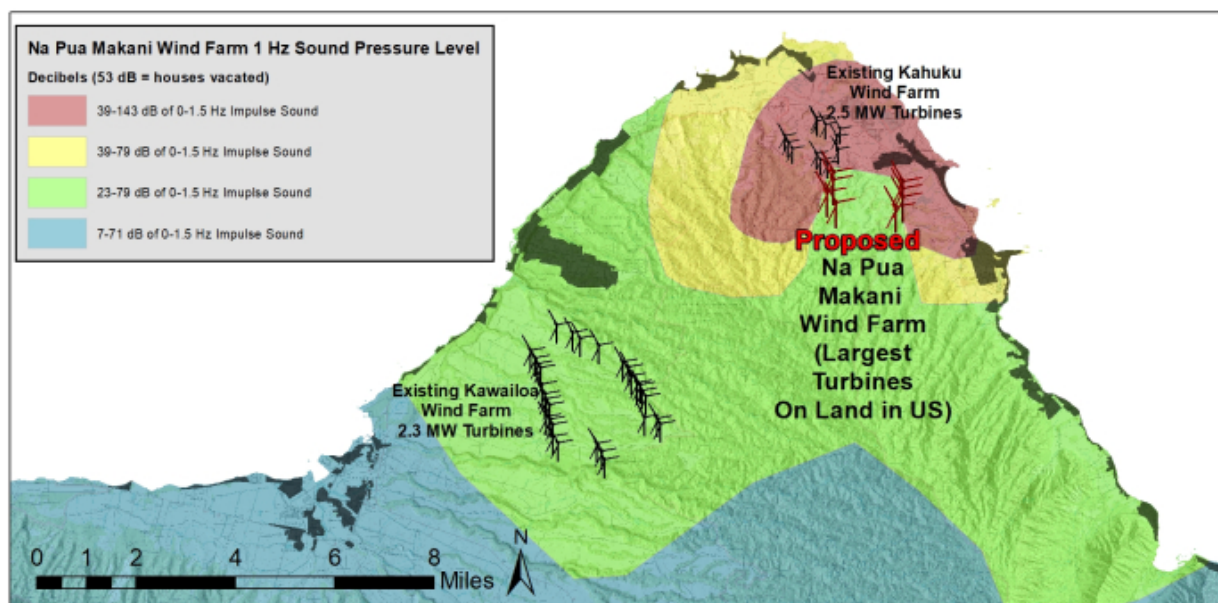 Na Pua Makani Wind Farm 1 Hz Sound Pressure Level
Decibels (53 dB = houses vacated)
39-143 dB of 0-1.5 Hz Impulse Sound
39-79 dB of 0-1.5 Hz Imuplse Sound
23-79 dB of 0-1.5 Hz Imuplse Sound
7-71 dB of 0-1.5 Hz Impulse Sound
Existing Kahuku
Wind Farm
2.5 MW Turbines
Proposed
Na Pua
Makani
Wind Farm
(Largest
Turbines
On Land in US)
Existing Kawailoa
Wind Farm
2.3 MW Turbines
0 1 2 4 6 8
Miles
N